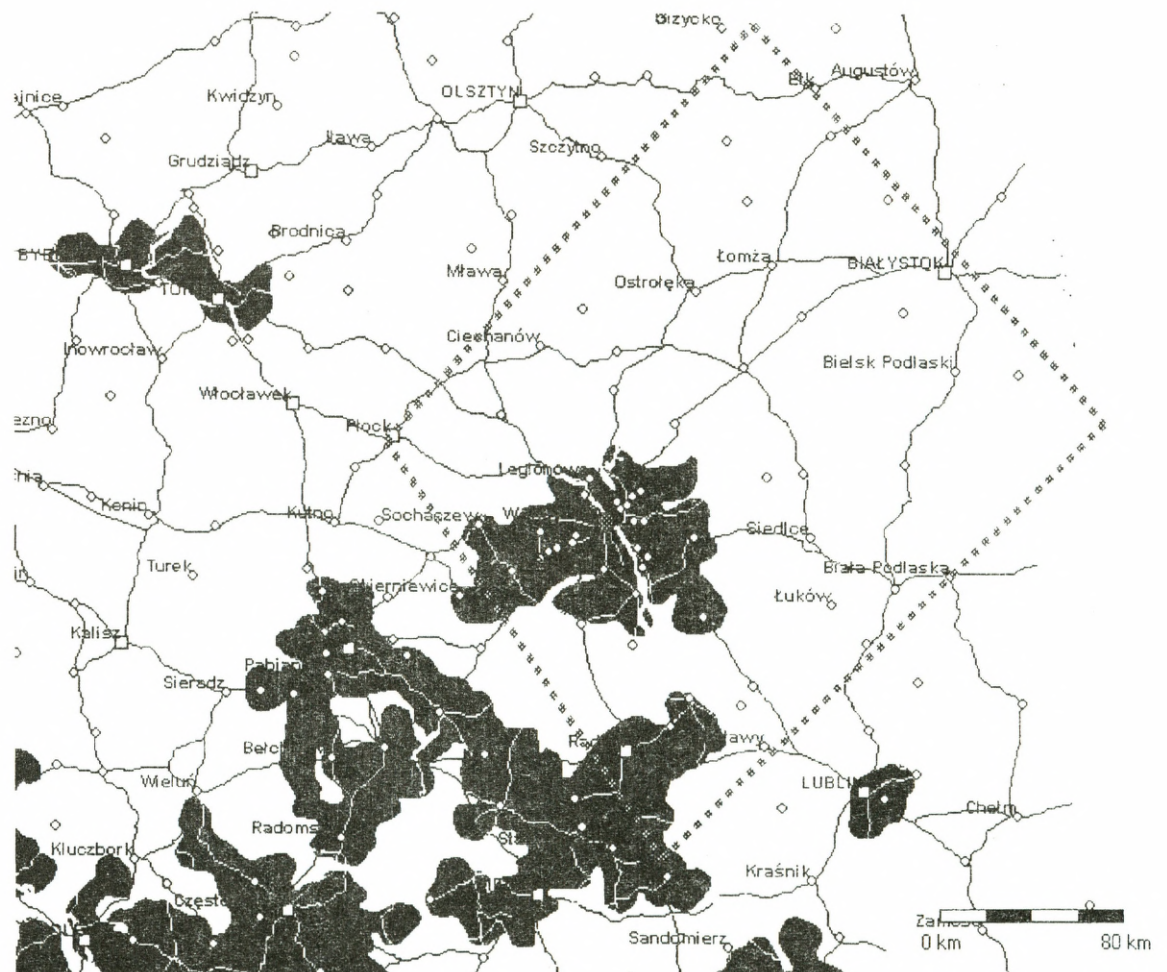 Giżycko
Augustów
Ełk
OLSZTYN
Kwidzyn
Iława
Szczytno
Grudziądz
Brodnica
Łomża
BIAŁYSTOK
Mława
Ostrołęka
Ciechanów
Inowrocław
Bielsk Podlaski
Włocławek
Płock
Legionowo
Konin
Kutno
Sochaczew
Siedlce
Turek
Skierniewice
Biała Podlaska
Łuków
Kalisz
Sieradz
Wieluń
LUBLIN
Chełm
Kluczbork
Kraśnik
Sandomierz
0 km
80 km